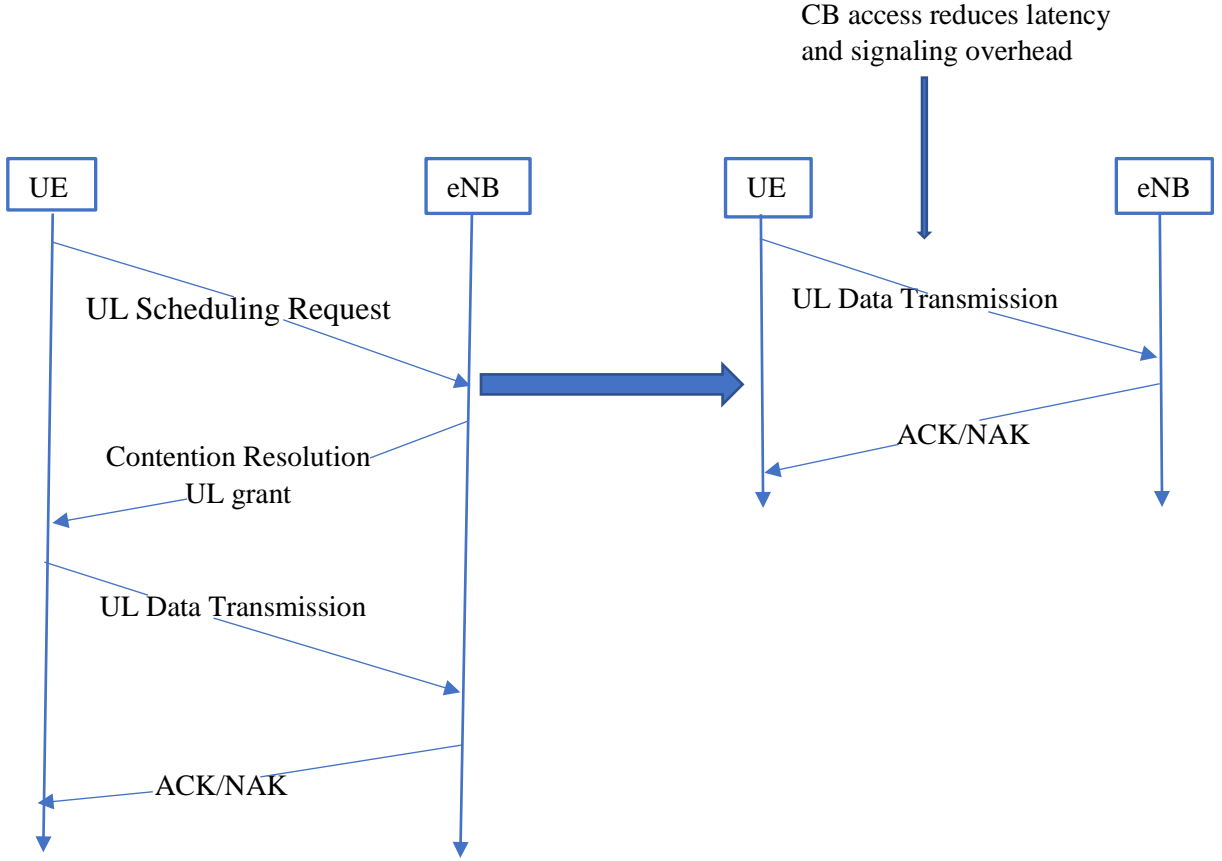 CB access reduces latency
and signaling overhead
UE
eNB
UE
eNB
UL Scheduling Request
UL Data Transmission
ACK/NAK
Contention Resolution
UL grant
UL Data Transmission
ACK/NAK